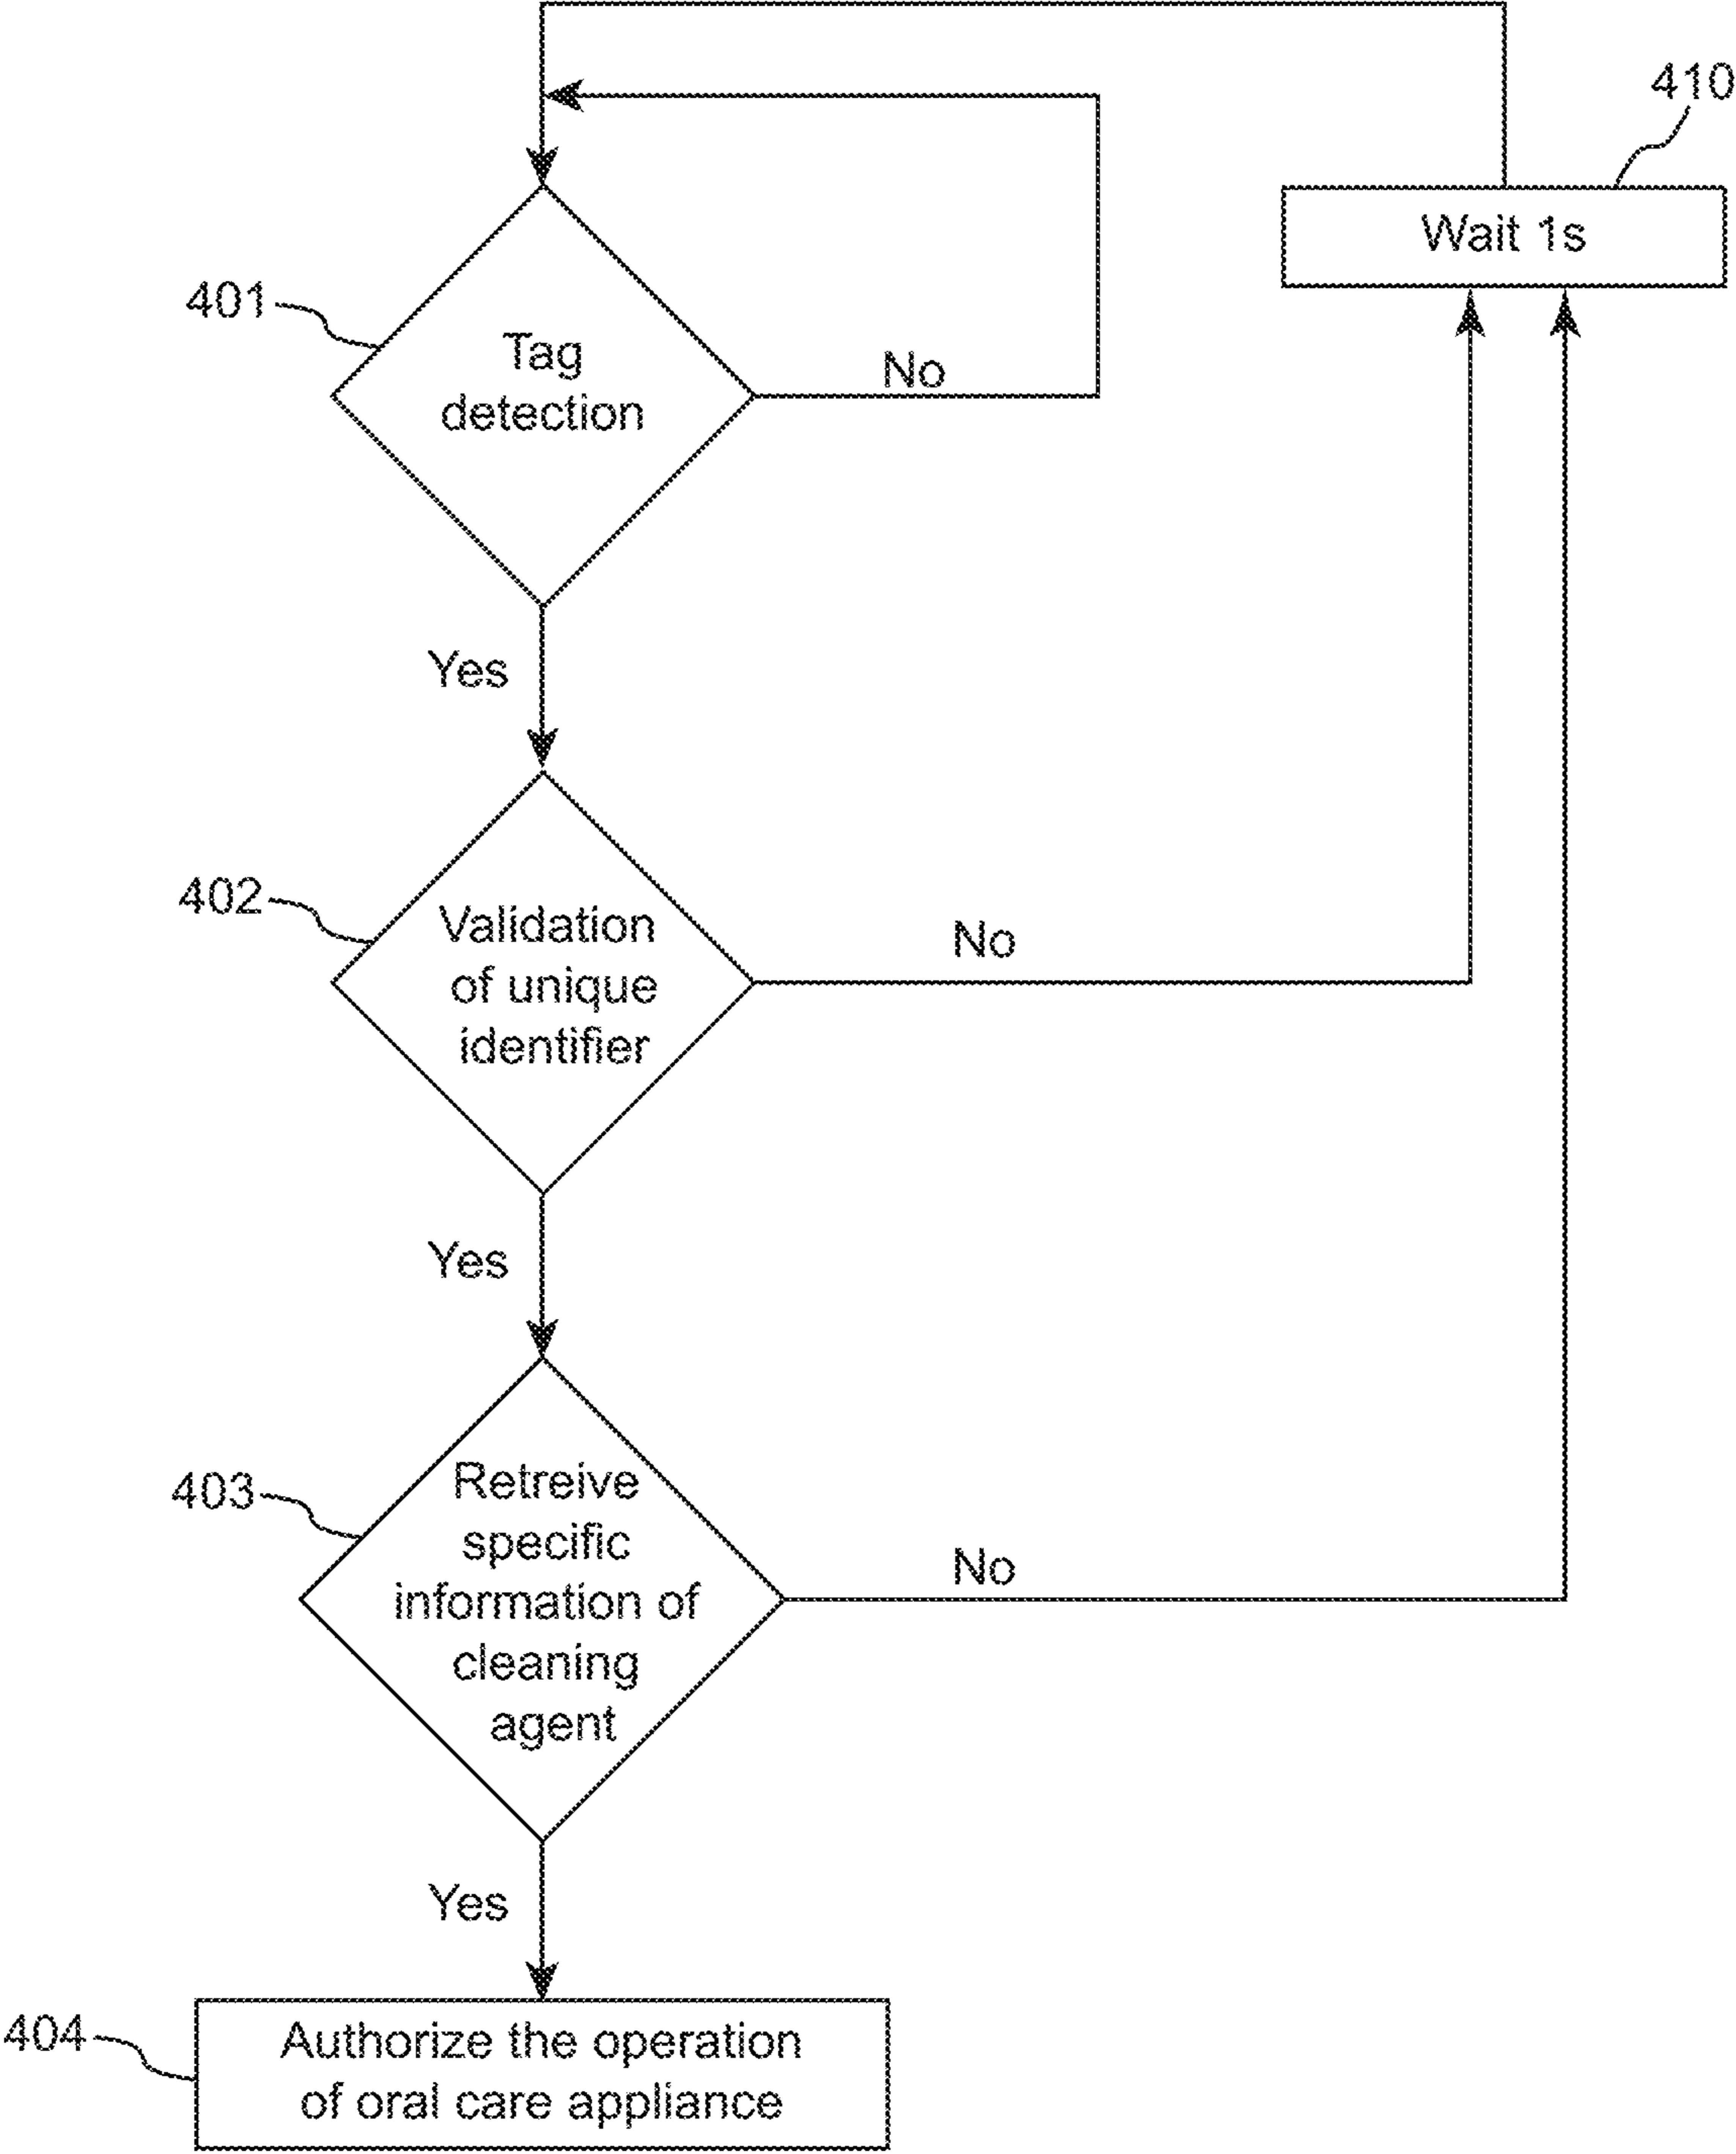 410
Wait 1s
401
Tag
detection
No
Yes
402
Validation
of unique
identifier
No
Yes
403
Retreive
specific
information of
cleaning
agent
No
Yes
404
Authorize the operation
of oral care appliance